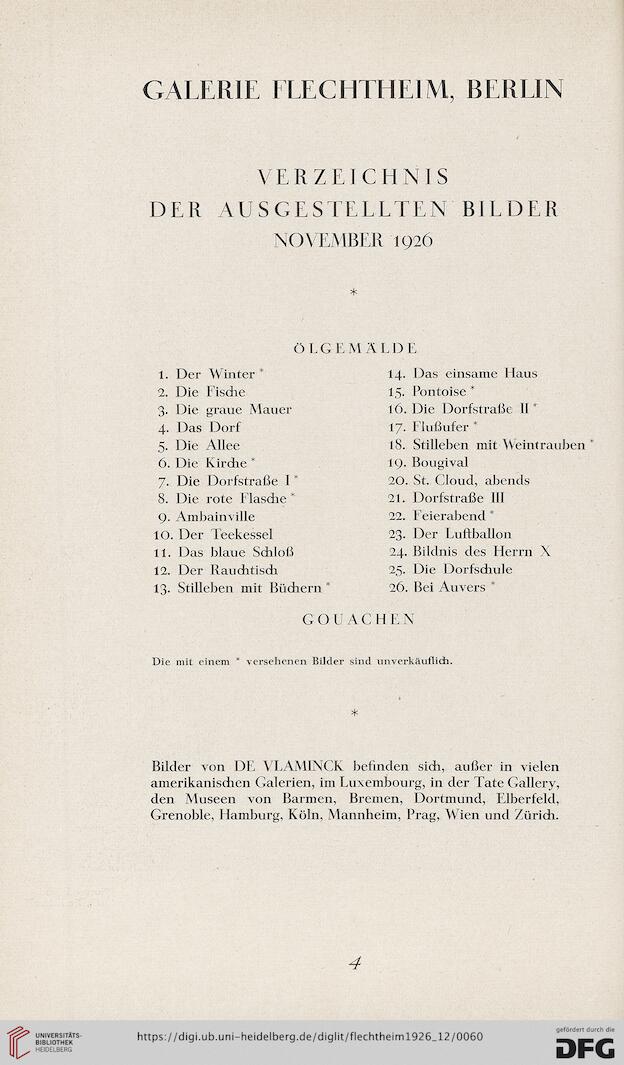 GALERIE FLECHTHEIM, BERLIN
VERZEICHNIS
DER AUSGESTELLTEN BILDER
NOVEMBER 1926
*
ÖLGEMÄLDE
1. Der Winter *
2. Die Fische
3. Die graue Mauer
4. Das Dorf
5. Die Allee
6. Die Kirche *
7. Die Dorfstraße I *
8. Die rote Flasche *
9. Ambainville
10. Der Teekessel
11. Das blaue Schloß
12. Der Rauchtisch
13. Stilleben mit Büchern *
14. Das einsame Haus
15. Pontoise *
16. Die Dorfstraße II *
17. Flußufer *
18. Stilleben mit Weintrauben *
19. Bougival
20. St. Cloud, abends
21. Dorfstraße III
22. Feierabend *
23. Der Luftballon
24. Bildnis des Herrn X
25. Die Dorfschule
26. Bei Auvers *
GOUACHEN
Die mit einem * versehenen Bilder sind unverkäuflich.
*
Bilder von DE VLAMINCK befinden sich, außer in vielen
amerikanischen Galerien, im Luxembourg, in der Tate Gallery,
den Museen von Barmen, Bremen, Dortmund, Elberfeld,
Grenoble, Hamburg, Köln, Mannheim, Prag, Wien und Zürich.
4
UNIVERSITÄTS-
BIBLIOTHEK
HEIDELBERG
https://digi.ub.uni-heidelberg.de/diglit/flechtheim1926_12/0060
gefördert durch die
DFG